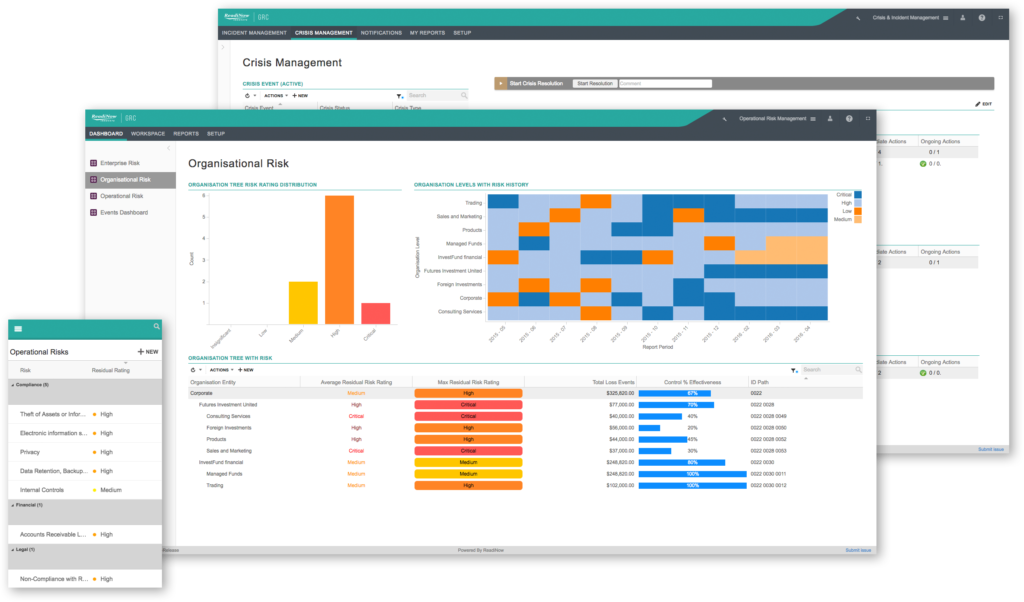 ReadiNow GRC
Crisis & Incident Management
INCIDENT MANAGEMENT CRISIS MANAGEMENT NOTIFICATIONS MY REPORTS SETUP
Crisis Management
CRISIS EVENT (ACTIVE)
Start Crisis Resolution Start Resolution Comment
ACTIONS + NEW Search
EDIT
Crisis Event Crisis Status Crisis Type
Actions Ongoing Actions
4 0 / 1
1. 0 / 0.
Actions Ongoing Actions
2 0 / 1
Actions Ongoing Actions
2 0 / 0.
Submit issue
ReadiNow GRC
Operational Risk Management
DASHBOARD WORKSPACE REPORTS SETUP
Enterprise Risk
Organisational Risk
Operational Risk
Events Dashboard
Organisational Risk
ORGANISATION TREE RISK RATING DISTRIBUTION
Count
6
5
4
3
2
1
Insignificant Low Medium High Critical
ORGANISATION LEVELS WITH RISK HISTORY
Organisation Level
Trading
Sales and Marketing
Products
Managed Funds
InvestFund financial
Futures Investment United
Foreign Investments
Corporate
Consulting Services
2015 - 05 2015 - 06 2015 - 07 2015 - 08 2015 - 09 2015 - 10 2015 - 11 2015 - 12 2016 - 02 2016 - 03 2016 - 04
Report Period
Critical
High
Low
Medium
ORGANISATION TREE WITH RISK
ACTIONS + NEW Search
Organisation Entity Average Residual Risk Rating Max Residual Risk Rating Total Loss Events Control % Effectiveness ID Path
Corporate Medium High $325,620.00 67% 0022
Futures Investment United High Critical $77,000.00 70% 0022 0028
Consulting Services Critical Critical $40,000.00 40% 0022 0028 0049
Foreign Investments High High $56,000.00 20% 0022 0028 0050
Products High High $44,000.00 45% 0022 0028 0052
Sales and Marketing Critical Critical $37,000.00 30% 0022 0028 0053
InvestFund financial Medium Medium $248,620.00 80% 0022 0030
Managed Funds Medium Medium $246,620.00 100% 0022 0030 0011
Trading Medium High $102,000.00 100% 0022 0030 0012
Release Powered By ReadiNow Submit issue
Operational Risks + NEW
Risk Residual Rating
Compliance (5)
Theft of Assets or Infor... High
Electronic information s... High
Privacy High
Data Retention, Backup... High
Internal Controls Medium
Financial (1)
Accounts Receivable L... High
Legal (1)
Non-Compliance with R... High